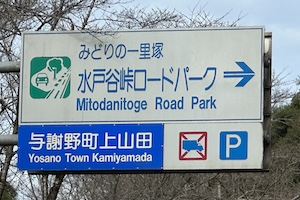 みどりの一里塚
水戸谷峠ロードパーク
Mitodanitoge Road Park
与謝野町上山田
Yosano Town Kamiyamada
P